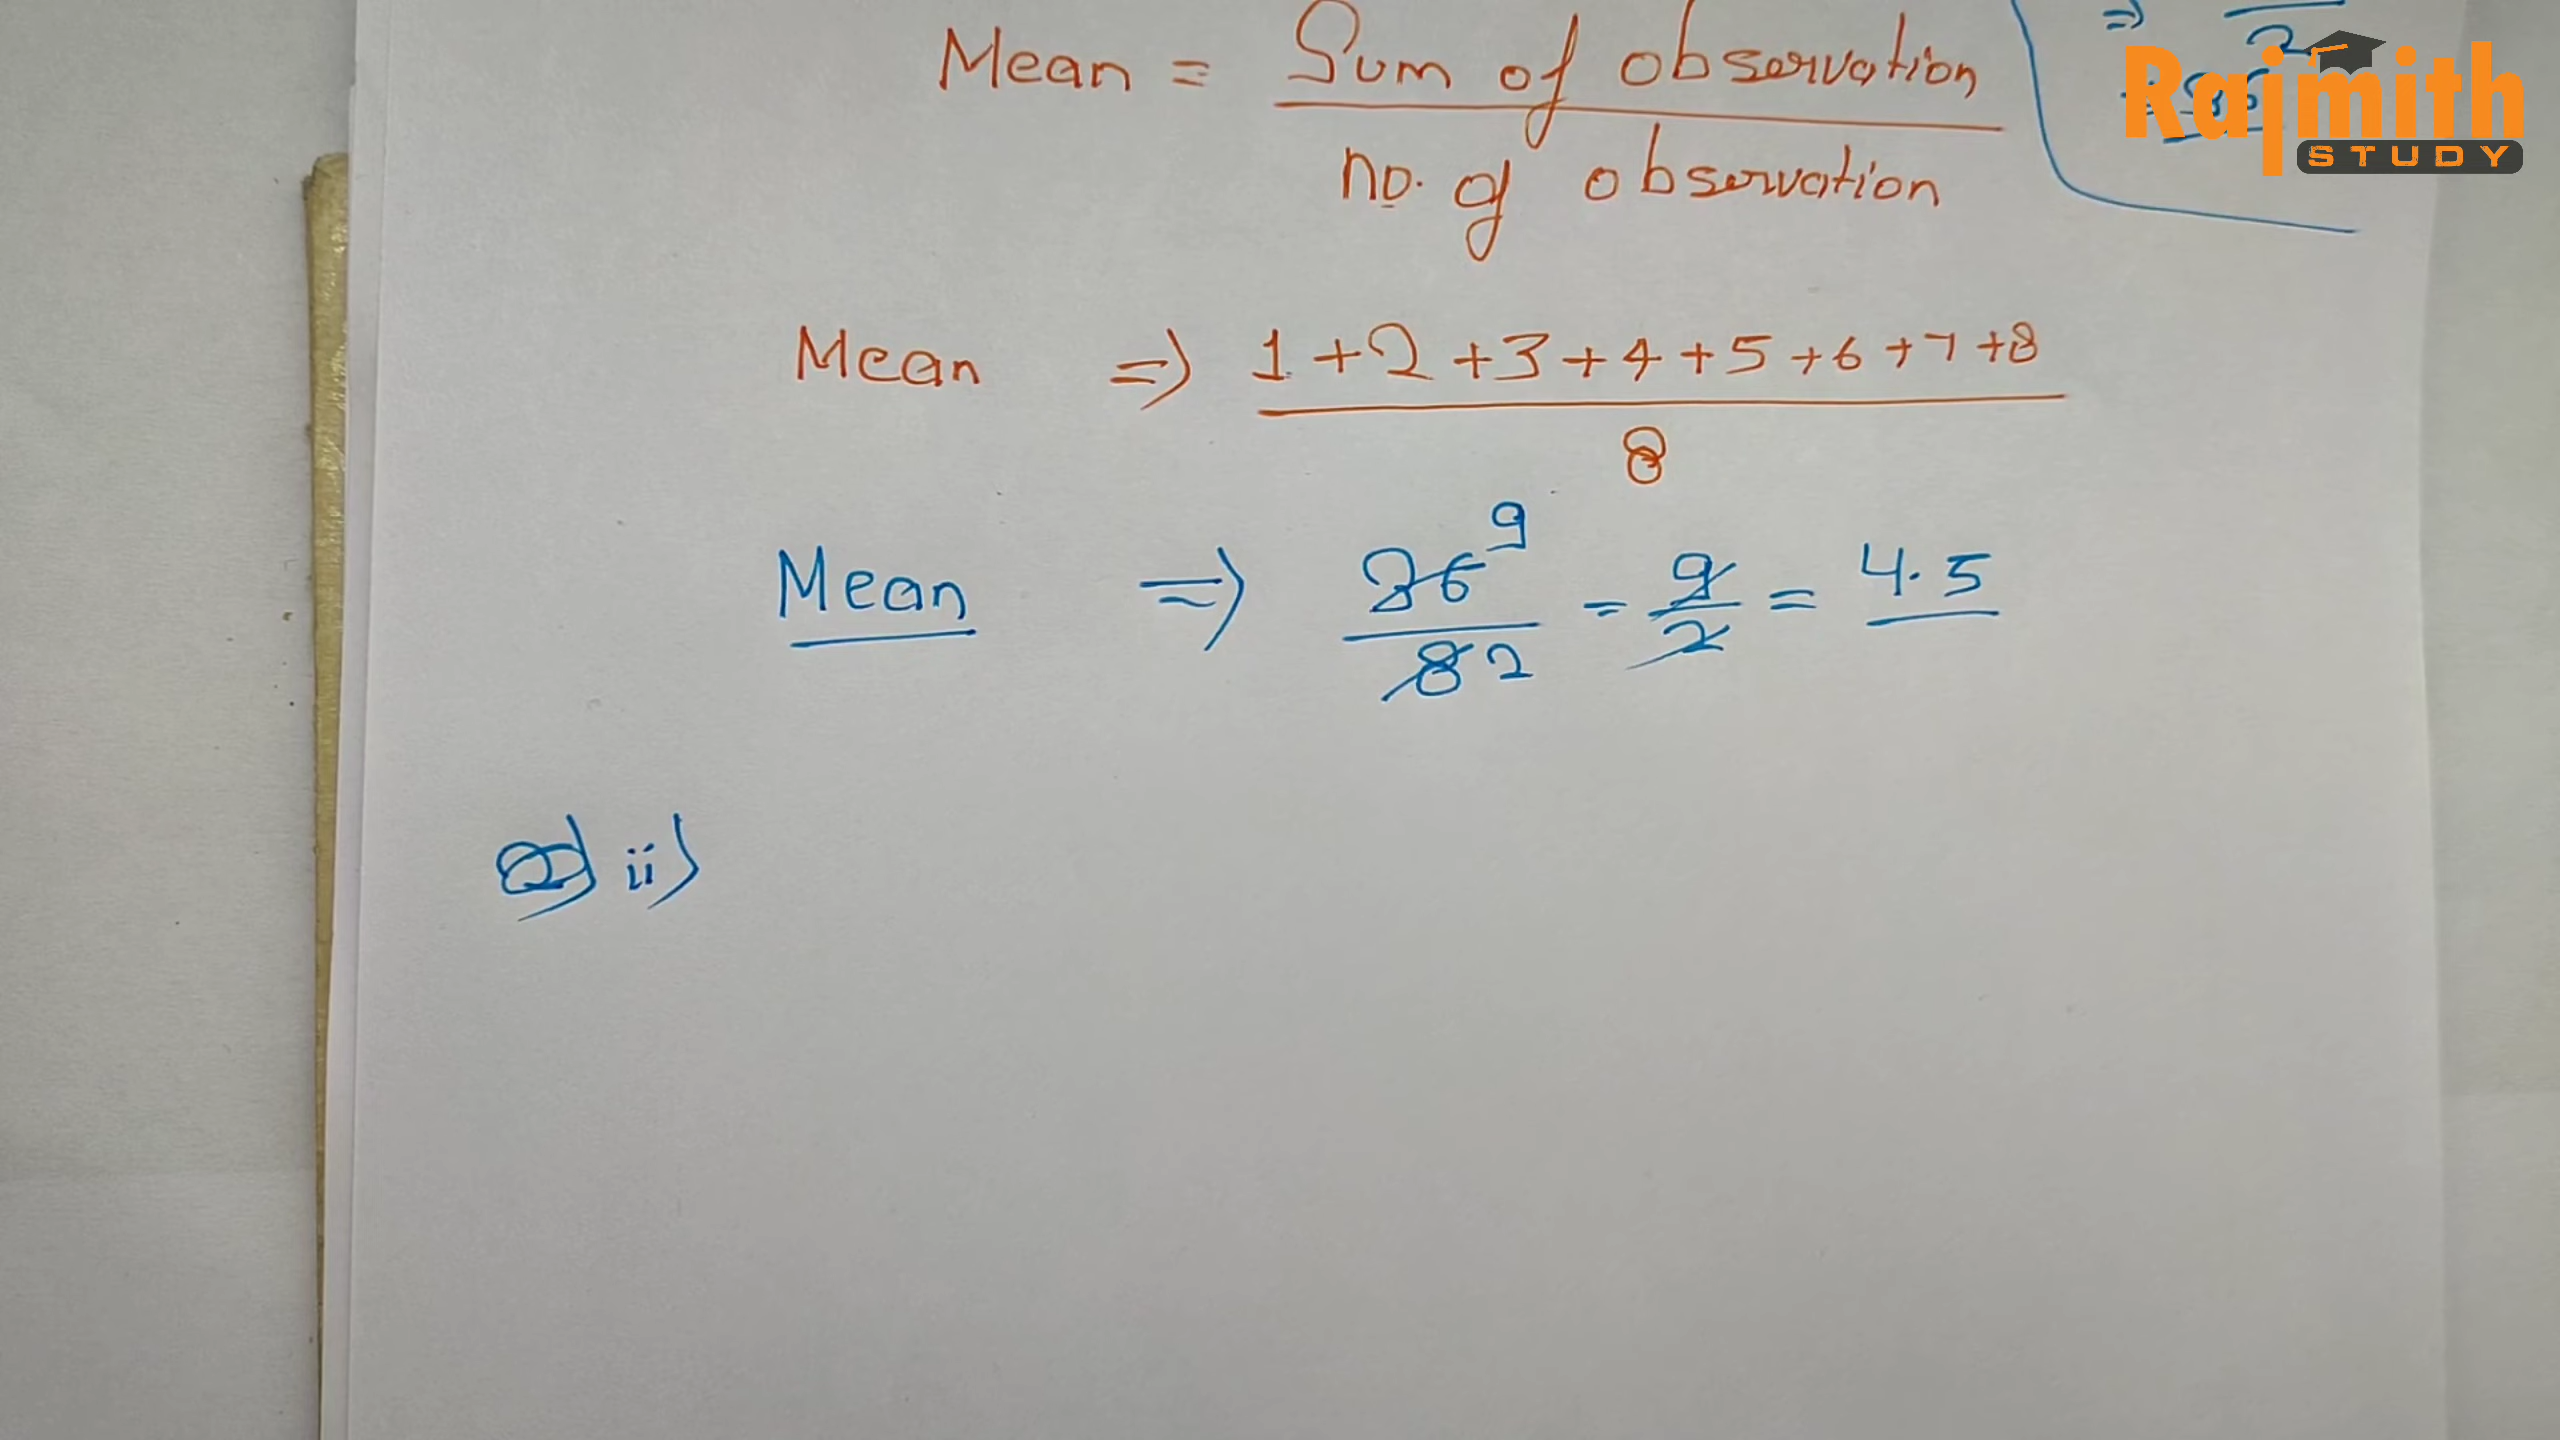 Mean = Sum of observation
no. of observation
⇒ 2
Rajmith
STUDY
Mean ⇒ 1 + 2 + 3 + 4 + 5 + 6 + 7 + 8
8
Mean ⇒ 36 9 = 9 = 4.5
8 2 2
ii)